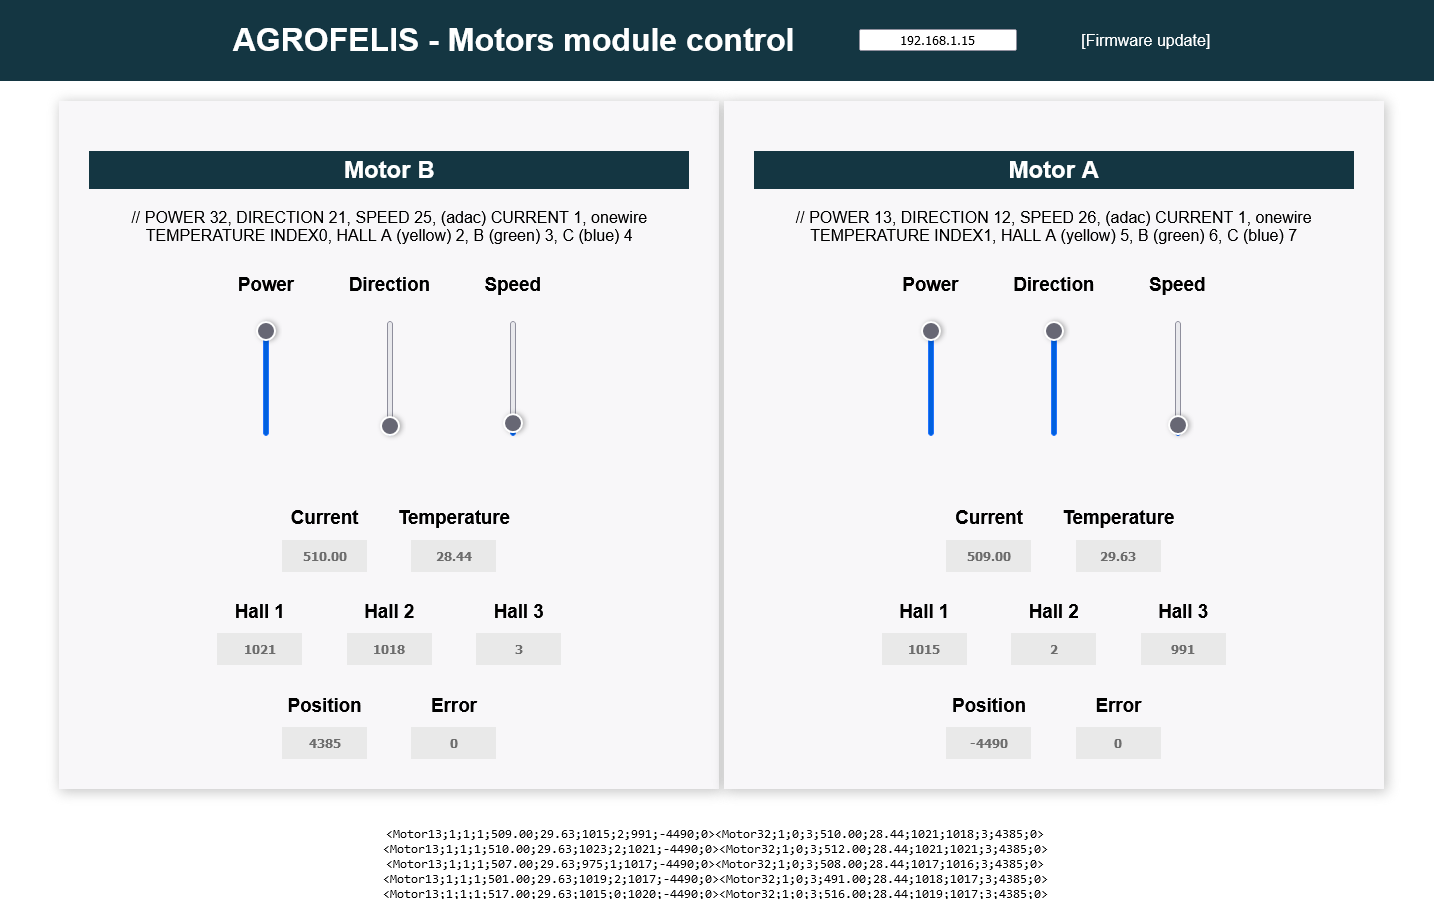 AGROFELIS - Motors module control
192.168.1.15
[Firmware update]
Motor B
// POWER 32, DIRECTION 21, SPEED 25, (adac) CURRENT 1, onewire
TEMPERATURE INDEX0, HALL A (yellow) 2, B (green) 3, C (blue) 4
Power Direction Speed
Current Temperature
510.00 28.44
Hall 1 Hall 2 Hall 3
1021 1018 3
Position Error
4385 0
Motor A
// POWER 13, DIRECTION 12, SPEED 26, (adac) CURRENT 1, onewire
TEMPERATURE INDEX1, HALL A (yellow) 5, B (green) 6, C (blue) 7
Power Direction Speed
Current Temperature
509.00 29.63
Hall 1 Hall 2 Hall 3
1015 2 991
Position Error
-4490 0
<Motor13;1;1;1;509.00;29.63;1015;2;991;-4490;0><Motor32;1;0;3;510.00;28.44;1021;1018;3;4385;0>
<Motor13;1;1;1;510.00;29.63;1023;2;1021;-4490;0><Motor32;1;0;3;512.00;28.44;1021;1021;3;4385;0>
<Motor13;1;1;1;507.00;29.63;975;1;1017;-4490;0><Motor32;1;0;3;508.00;28.44;1017;1016;3;4385;0>
<Motor13;1;1;1;501.00;29.63;1019;2;1017;-4490;0><Motor32;1;0;3;491.00;28.44;1018;1017;3;4385;0>
<Motor13;1;1;1;517.00;29.63;1015;0;1020;-4490;0><Motor32;1;0;3;516.00;28.44;1019;1017;3;4385;0>